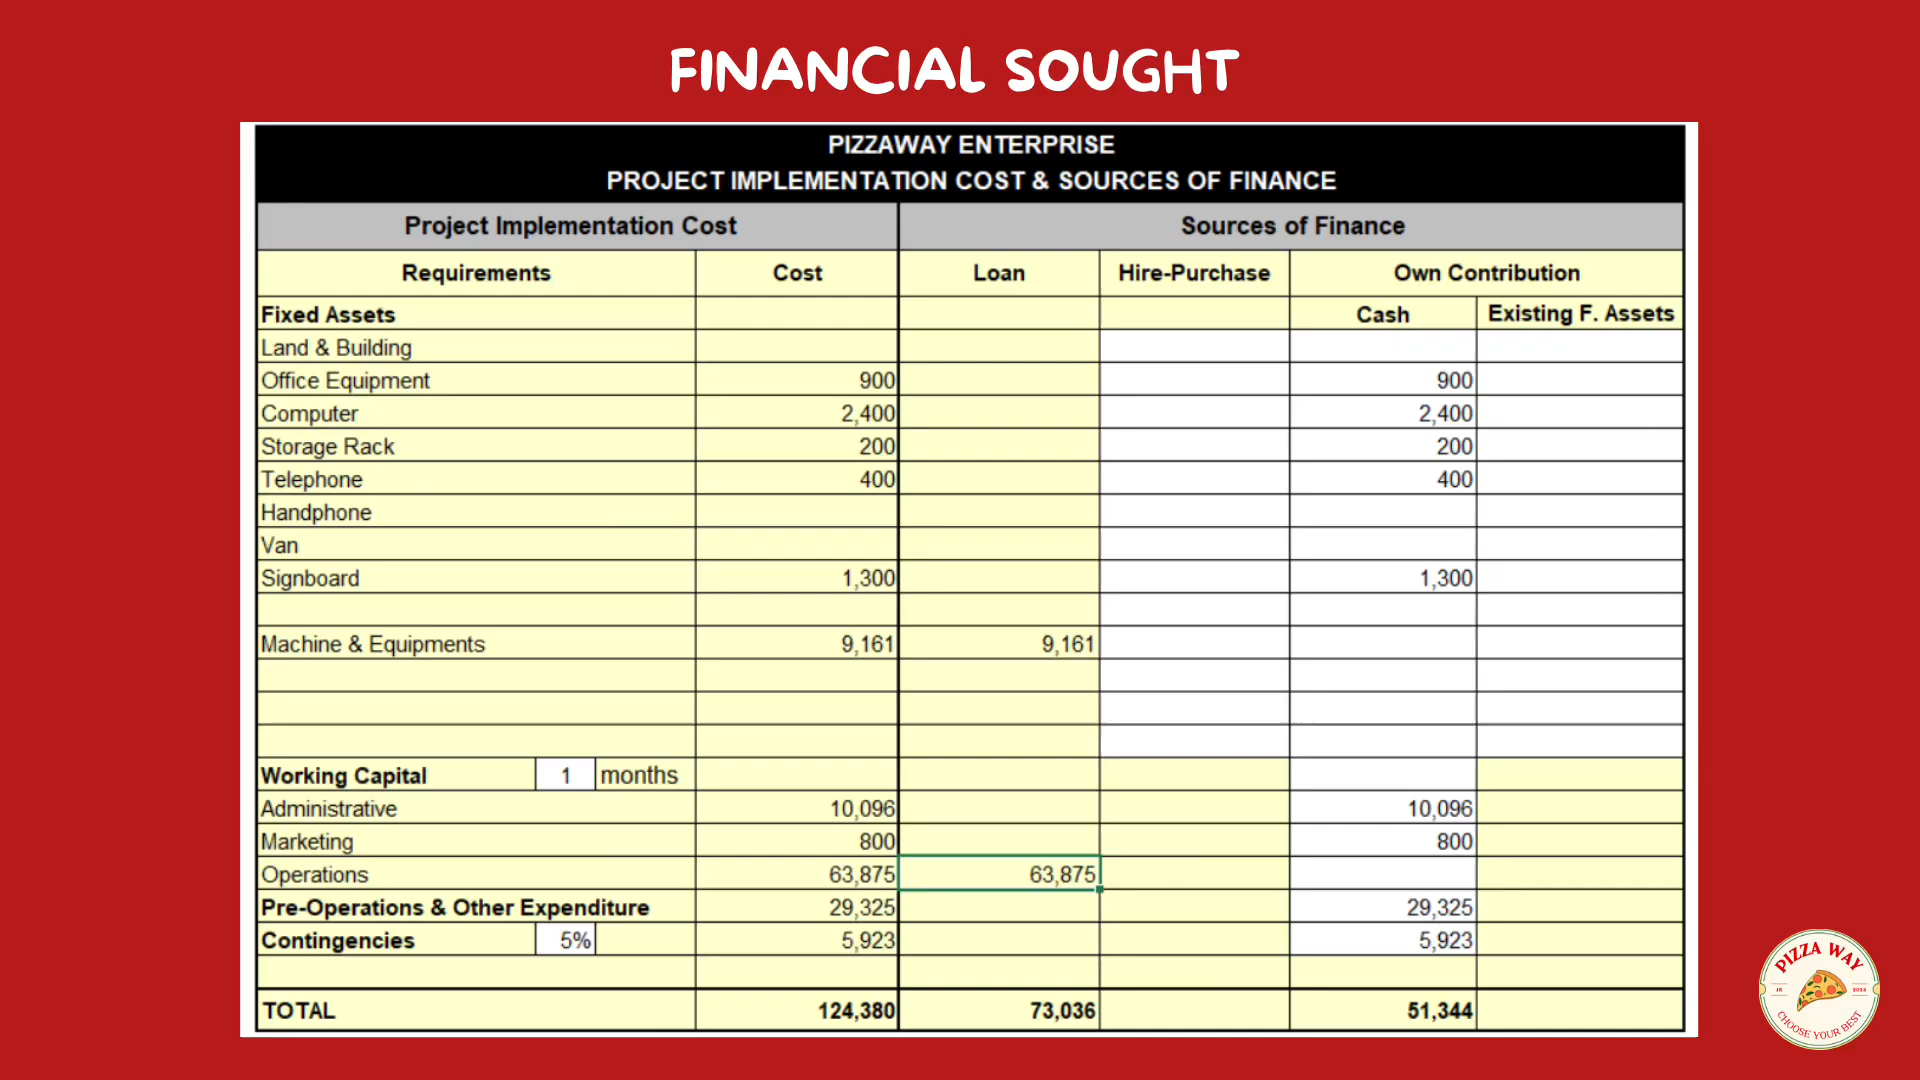 FINANCIAL SOUGHT
PIZZAWAY ENTERPRISE
PROJECT IMPLEMENTATION COST & SOURCES OF FINANCE
Project Implementation Cost Sources of Finance
Requirements Cost Loan Hire-Purchase Own Contribution
Fixed Assets Cash Existing F. Assets
Land & Building
Office Equipment 900 900
Computer 2,400 2,400
Storage Rack 200 200
Telephone 400 400
Handphone
Van
Signboard 1,300 1,300
Machine & Equipments 9,161 9,161
Working Capital 1 months
Administrative 10,096 10,096
Marketing 800 800
Operations 63,875 63,875
Pre-Operations & Other Expenditure 29,325 29,325
Contingencies 5% 5,923 5,923
TOTAL 124,380 73,036 51,344
PIZZA WAY
CHOOSE YOUR BEST